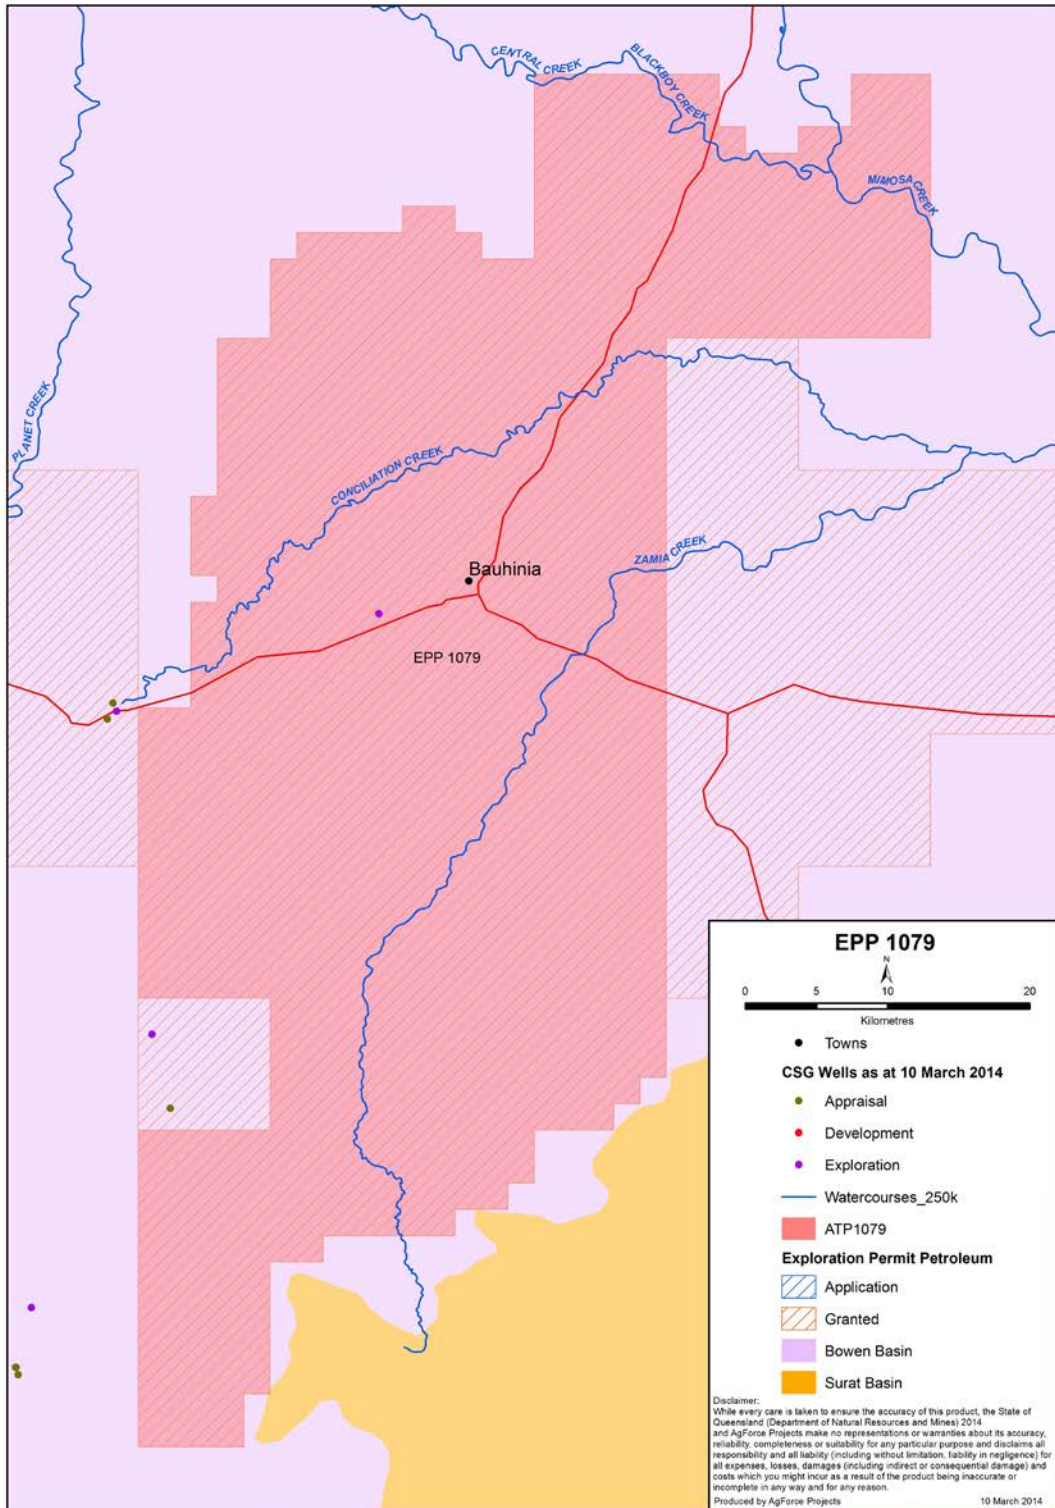 CENTRAL CREEK
BLACKBOY CREEK
MIMOSA CREEK
PLANET CREEK
CONCILIATION CREEK
ZAMIA CREEK
Bauhinia
EPP 1079
EPP 1079
N
0 5 10 20
Kilometres
Towns
CSG Wells as at 10 March 2014
Appraisal
Development
Exploration
Watercourses_250k
ATP1079
Exploration Permit Petroleum
Application
Granted
Bowen Basin
Surat Basin
Disclaimer:
While every care is taken to ensure the accuracy of this product, the State of
Queensland (Department of Natural Resources and Mines) 2014
and AgForce Projects make no representations or warranties about its accuracy,
reliability, completeness or suitability for any particular purpose and disclaims all
responsibility and all liability (including without limitation, liability in negligence) for
all expenses, losses, damages (including indirect or consequential damage) and
costs which you might incur as a result of the product being inaccurate or
incomplete in any way and for any reason.
Produced by AgForce Projects 10 March 2014